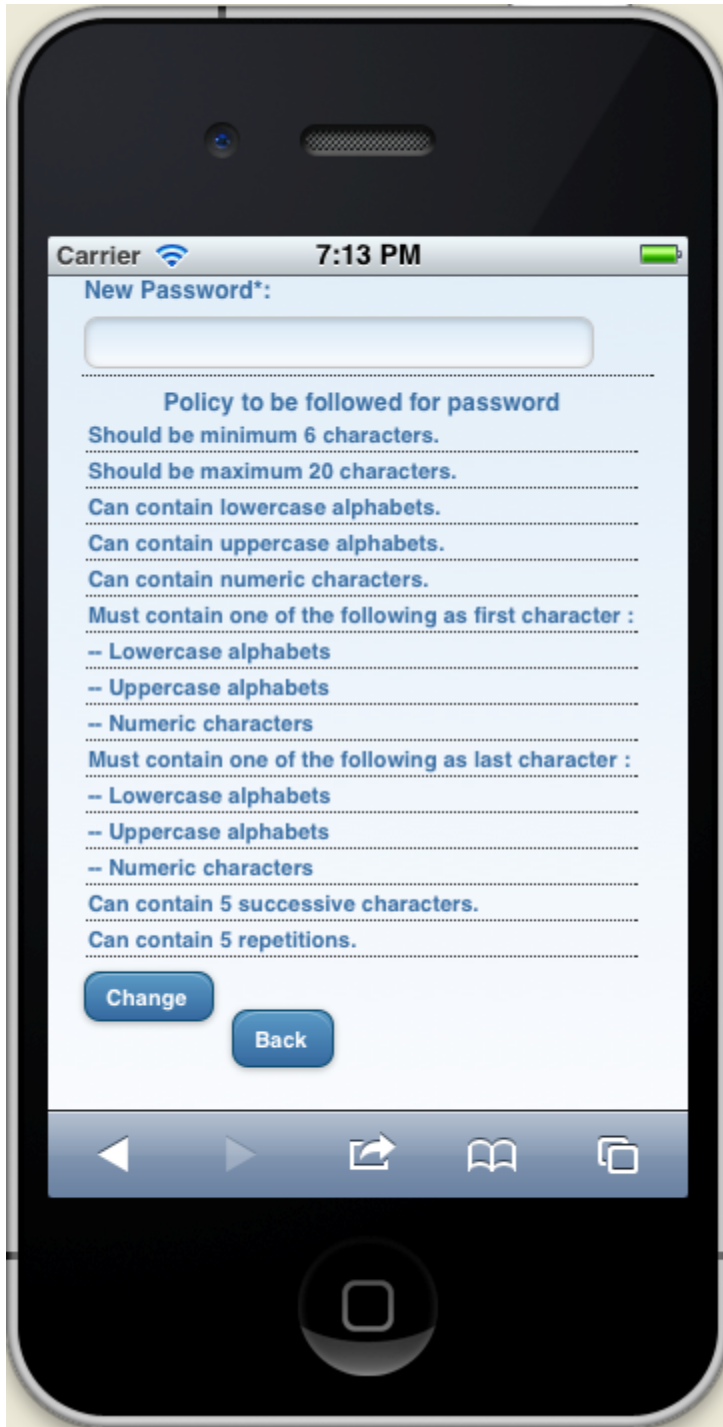 Carrier 7:13 PM
New Password*:
Policy to be followed for password
Should be minimum 6 characters.
Should be maximum 20 characters.
Can contain lowercase alphabets.
Can contain uppercase alphabets.
Can contain numeric characters.
Must contain one of the following as first character :
-- Lowercase alphabets
-- Uppercase alphabets
-- Numeric characters
Must contain one of the following as last character :
-- Lowercase alphabets
-- Uppercase alphabets
-- Numeric characters
Can contain 5 successive characters.
Can contain 5 repetitions.
Change
Back